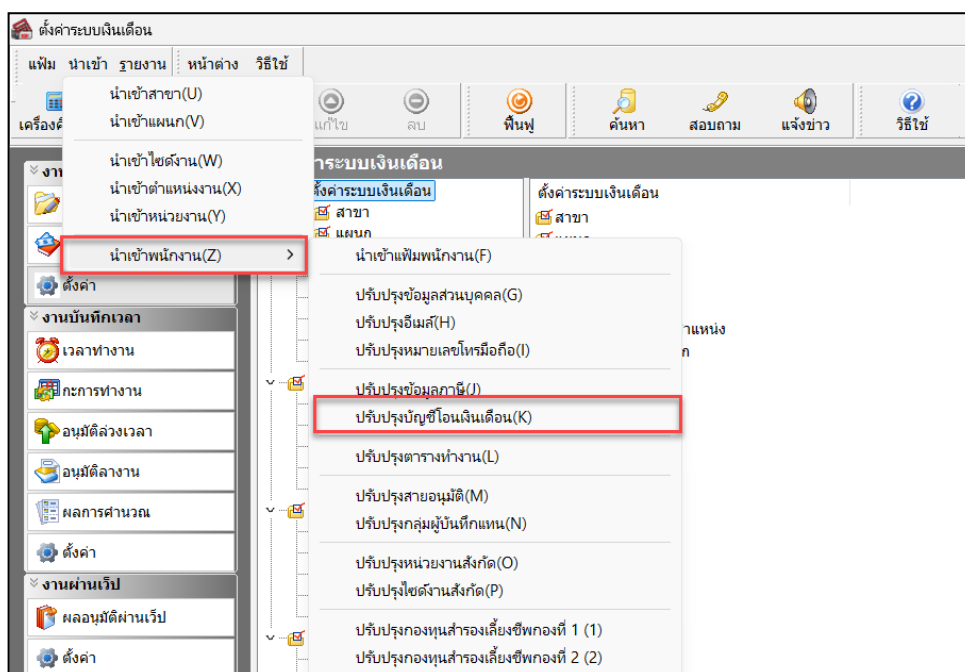 ตั้งค่าระบบเงินเดือน
แฟ้ม นำเข้า รายงาน หน้าต่าง วิธีใช้
นำเข้าสาขา(U)
นำเข้าแผนก(V)
นำเข้าไซด์งาน(W)
นำเข้าตำแหน่งงาน(X)
นำเข้าหน่วยงาน(Y)
นำเข้าพนักงาน(Z)
แก้ไข ลบ ฟื้นฟู ค้นหา สอบถาม แจ้งข่าว วิธีใช้
ระบบเงินเดือน
ตั้งค่าระบบเงินเดือน
สาขา
แผนก
ตั้งค่าระบบเงินเดือน
สาขา
นำเข้าแฟ้มพนักงาน(F)
ปรับปรุงข้อมูลส่วนบุคคล(G)
ปรับปรุงอีเมล์(H)
ปรับปรุงหมายเลขโทรมือถือ(I)
ปรับปรุงข้อมูลภาษี(J)
ปรับปรุงบัญชีโอนเงินเดือน(K)
ปรับปรุงตารางทำงาน(L)
ปรับปรุงสายอนุมัติ(M)
ปรับปรุงกลุ่มผู้บันทึกแทน(N)
ปรับปรุงหน่วยงานสังกัด(O)
ปรับปรุงไซด์งานสังกัด(P)
ปรับปรุงกองทุนสำรองเลี้ยงชีพกองที่ 1 (1)
ปรับปรุงกองทุนสำรองเลี้ยงชีพกองที่ 2 (2)
ตั้งค่า
งานบันทึกเวลา
เวลาทำงาน
กะการทำงาน
อนุมัติล่วงเวลา
อนุมัติลางาน
ผลการคำนวณ
ตั้งค่า
งานผ่านเว็ป
ผลอนุมัติผ่านเว็ป
ตั้งค่า